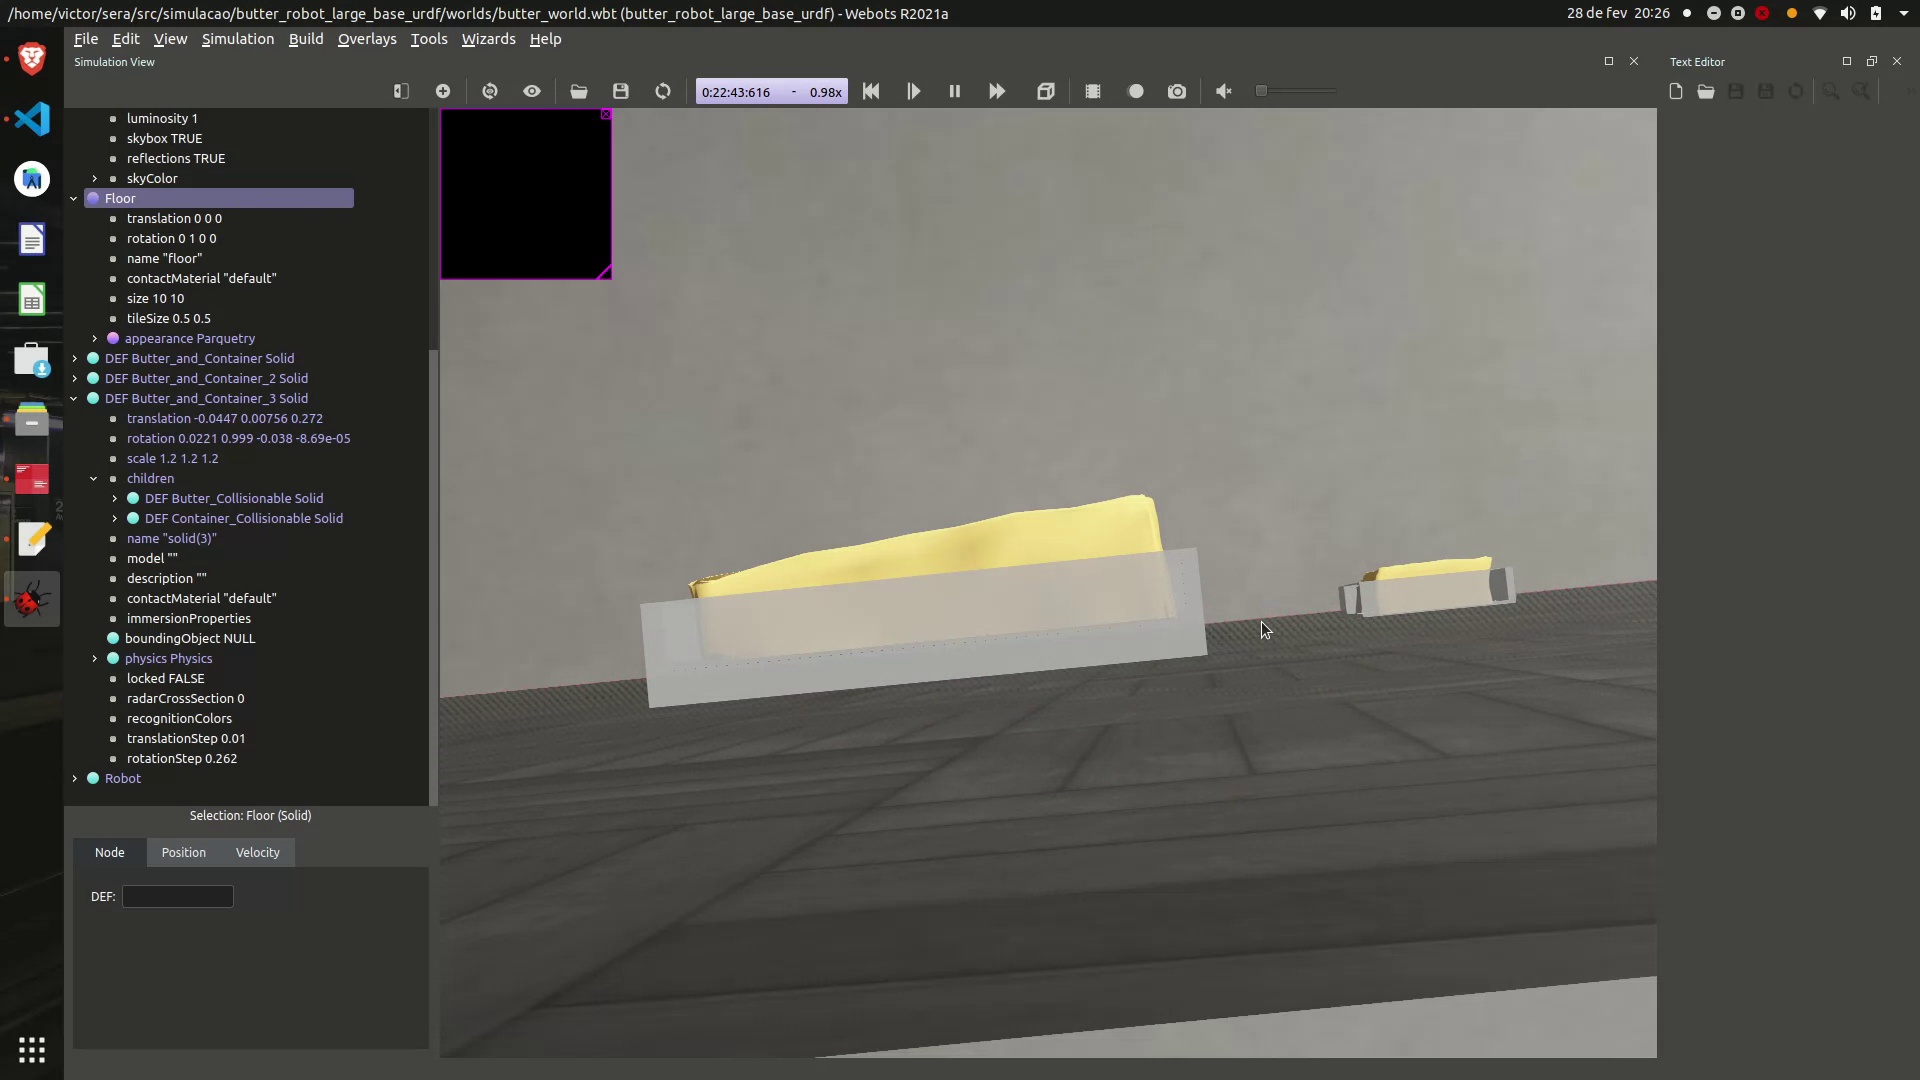 /home/victor/sera/src/simulacao/butter_robot_large_base_urdf/worlds/butter_world.wbt (butter_robot_large_base_urdf) - Webots R2021a
28 de fev 20:26
File Edit View Simulation Build Overlays Tools Wizards Help
Simulation View
Text Editor
0:22:43:616 - 0.98x
luminosity 1
skybox TRUE
reflections TRUE
skyColor
Floor
translation 0 0 0
rotation 0 1 0 0
name "floor"
contactMaterial "default"
size 10 10
tileSize 0.5 0.5
appearance Parquetry
DEF Butter_and_Container Solid
DEF Butter_and_Container_2 Solid
DEF Butter_and_Container_3 Solid
translation -0.0447 0.00756 0.272
rotation 0.0221 0.999 -0.038 -8.69e-05
scale 1.2 1.2 1.2
children
DEF Butter_Collisionable Solid
DEF Container_Collisionable Solid
name "solid(3)"
model ""
description ""
contactMaterial "default"
immersionProperties
boundingObject NULL
physics Physics
locked FALSE
radarCrossSection 0
recognitionColors
translationStep 0.01
rotationStep 0.262
Robot
Selection: Floor (Solid)
Node Position Velocity
DEF: